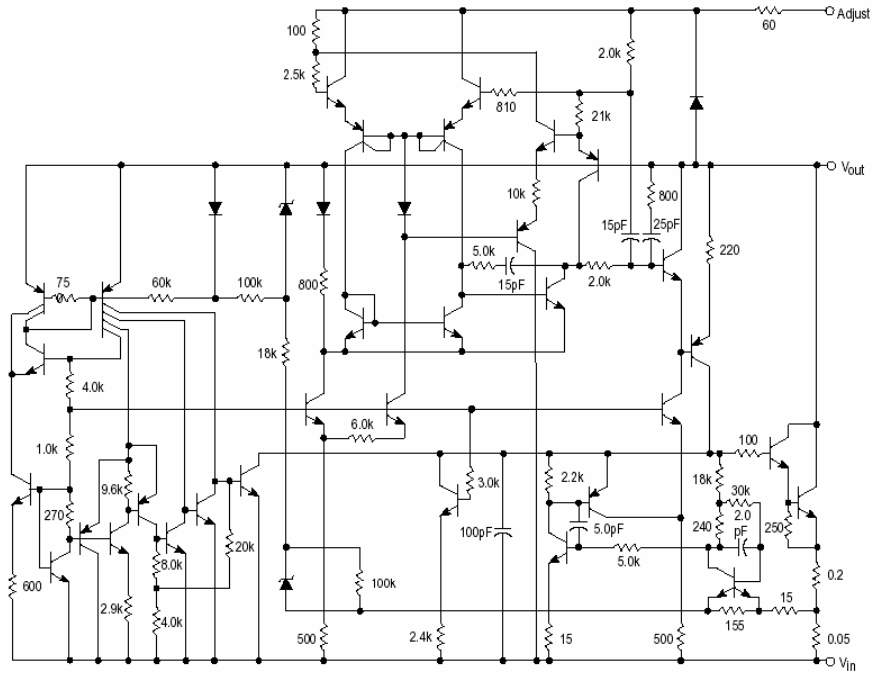 60
Adjust
100
2.0k
2.5k
810
21k
Vout
10k
800
15pF
25pF
5.0k
220
75
0
60k
100k
800
15pF
2.0k
18k
4.0k
6.0k
1.0k
100
9.6k
3.0k
2.2k
18k
30k
270
240
2.0
pF
250
20k
100pF
5.0pF
8.0k
5.0k
600
100k
0.2
2.9k
4.0k
15
155
500
2.4k
15
500
0.05
Vin